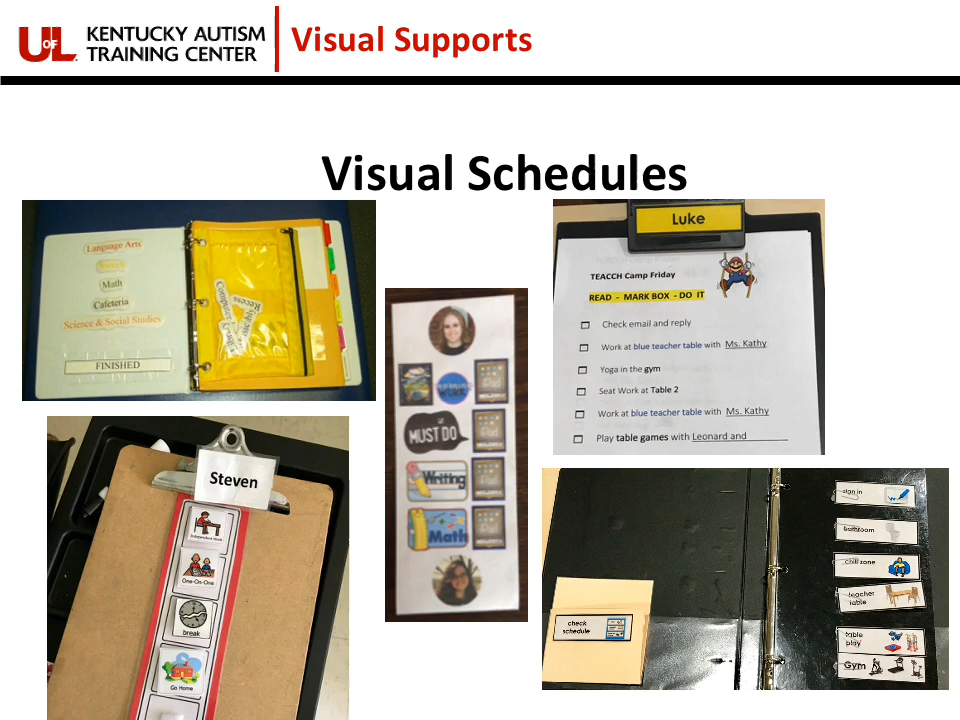 UofL KENTUCKY AUTISM
TRAINING CENTER
Visual Supports
Visual Schedules
Language Arts
Math
Cafeteria
Science & Social Studies
FINISHED
Recess
MUST DO
Writing
Math
Luke
TEACCH Camp Friday
READ - MARK BOX - DO IT
Check email and reply
Work at blue teacher table with Ms. Kathy
Yoga in the gym
Seat Work at Table 2
Work at blue teacher table with Ms. Kathy
Play table games with Leonard and
Steven
Independent Work
One-On-One
break
Go Home
check
schedule
sign in
bathroom
chill zone
teacher
table
table
play
Gym